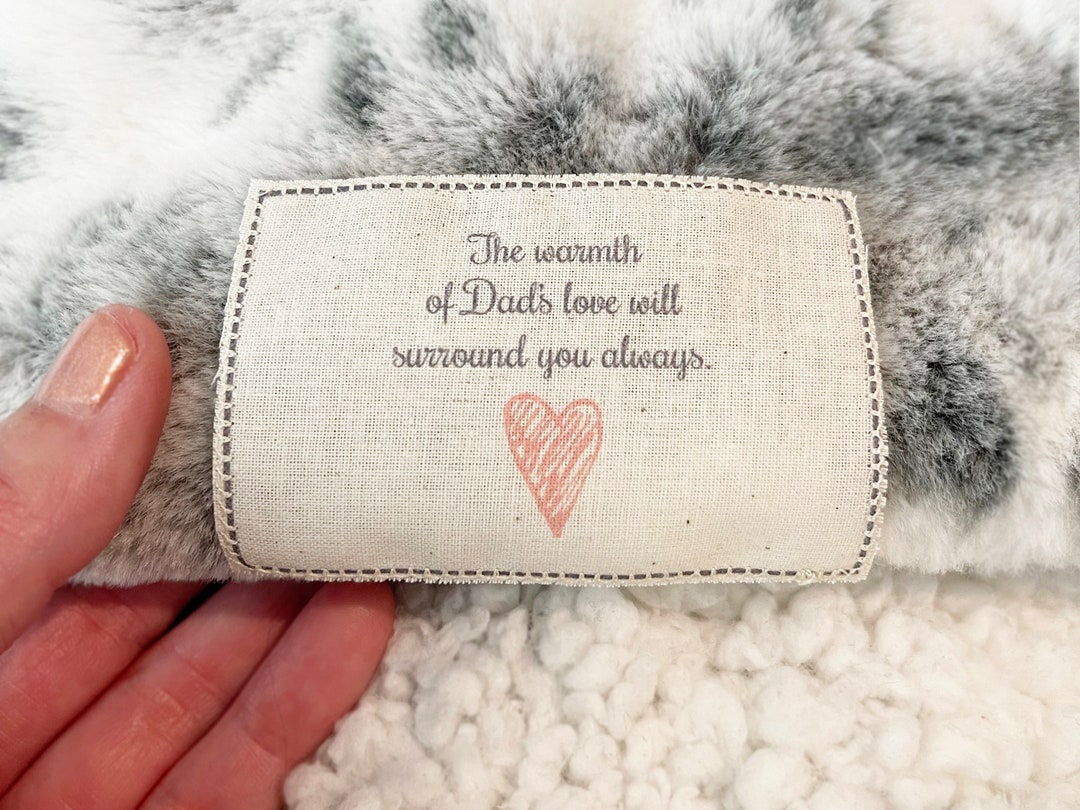 The warmth
of Dad's love will
surround you always.